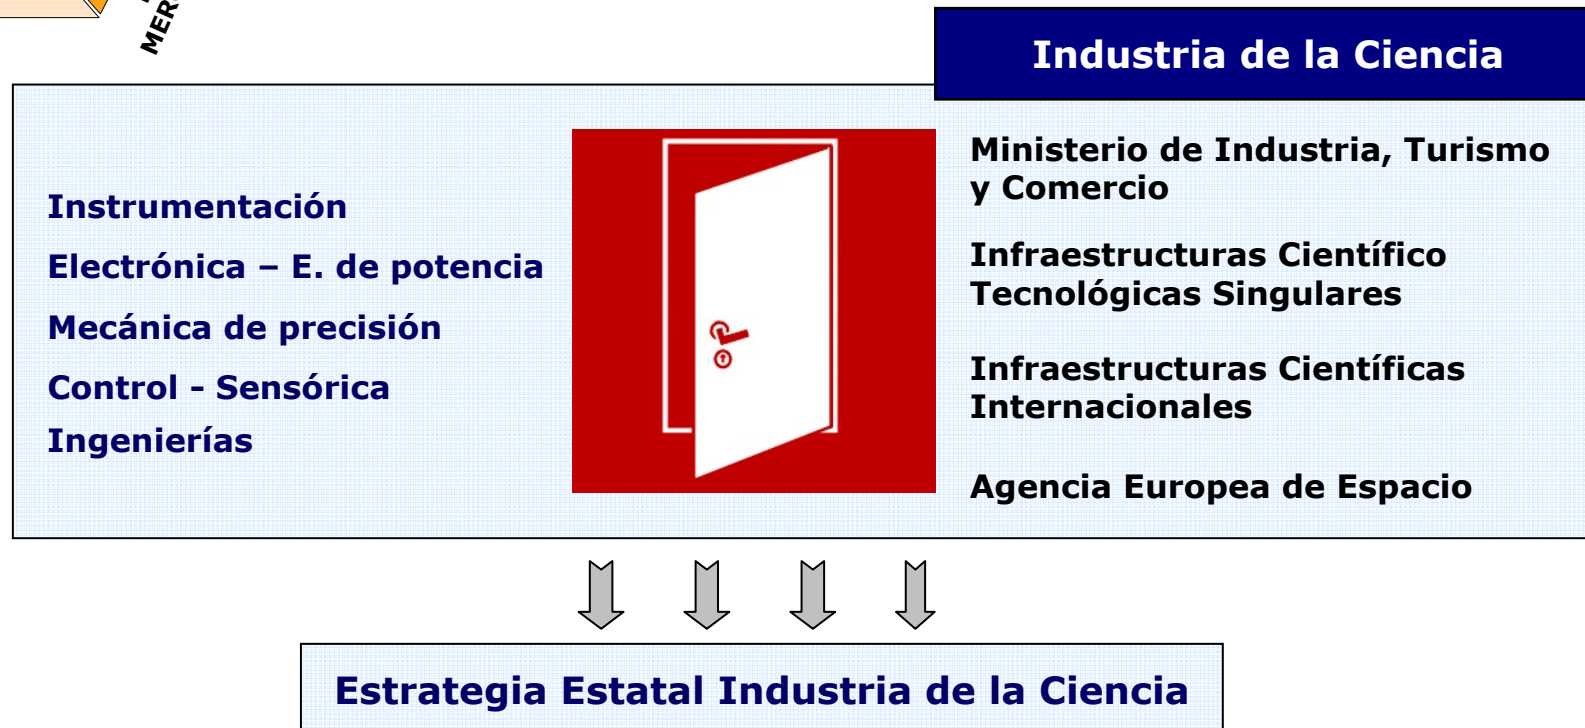 Industria de la Ciencia
Instrumentación
Electrónica – E. de potencia
Mecánica de precisión
Control - Sensórica
Ingenierías
Ministerio de Industria, Turismo
y Comercio
Infraestructuras Científico
Tecnológicas Singulares
Infraestructuras Científicas
Internacionales
Agencia Europea de Espacio
Estrategia Estatal Industria de la Ciencia